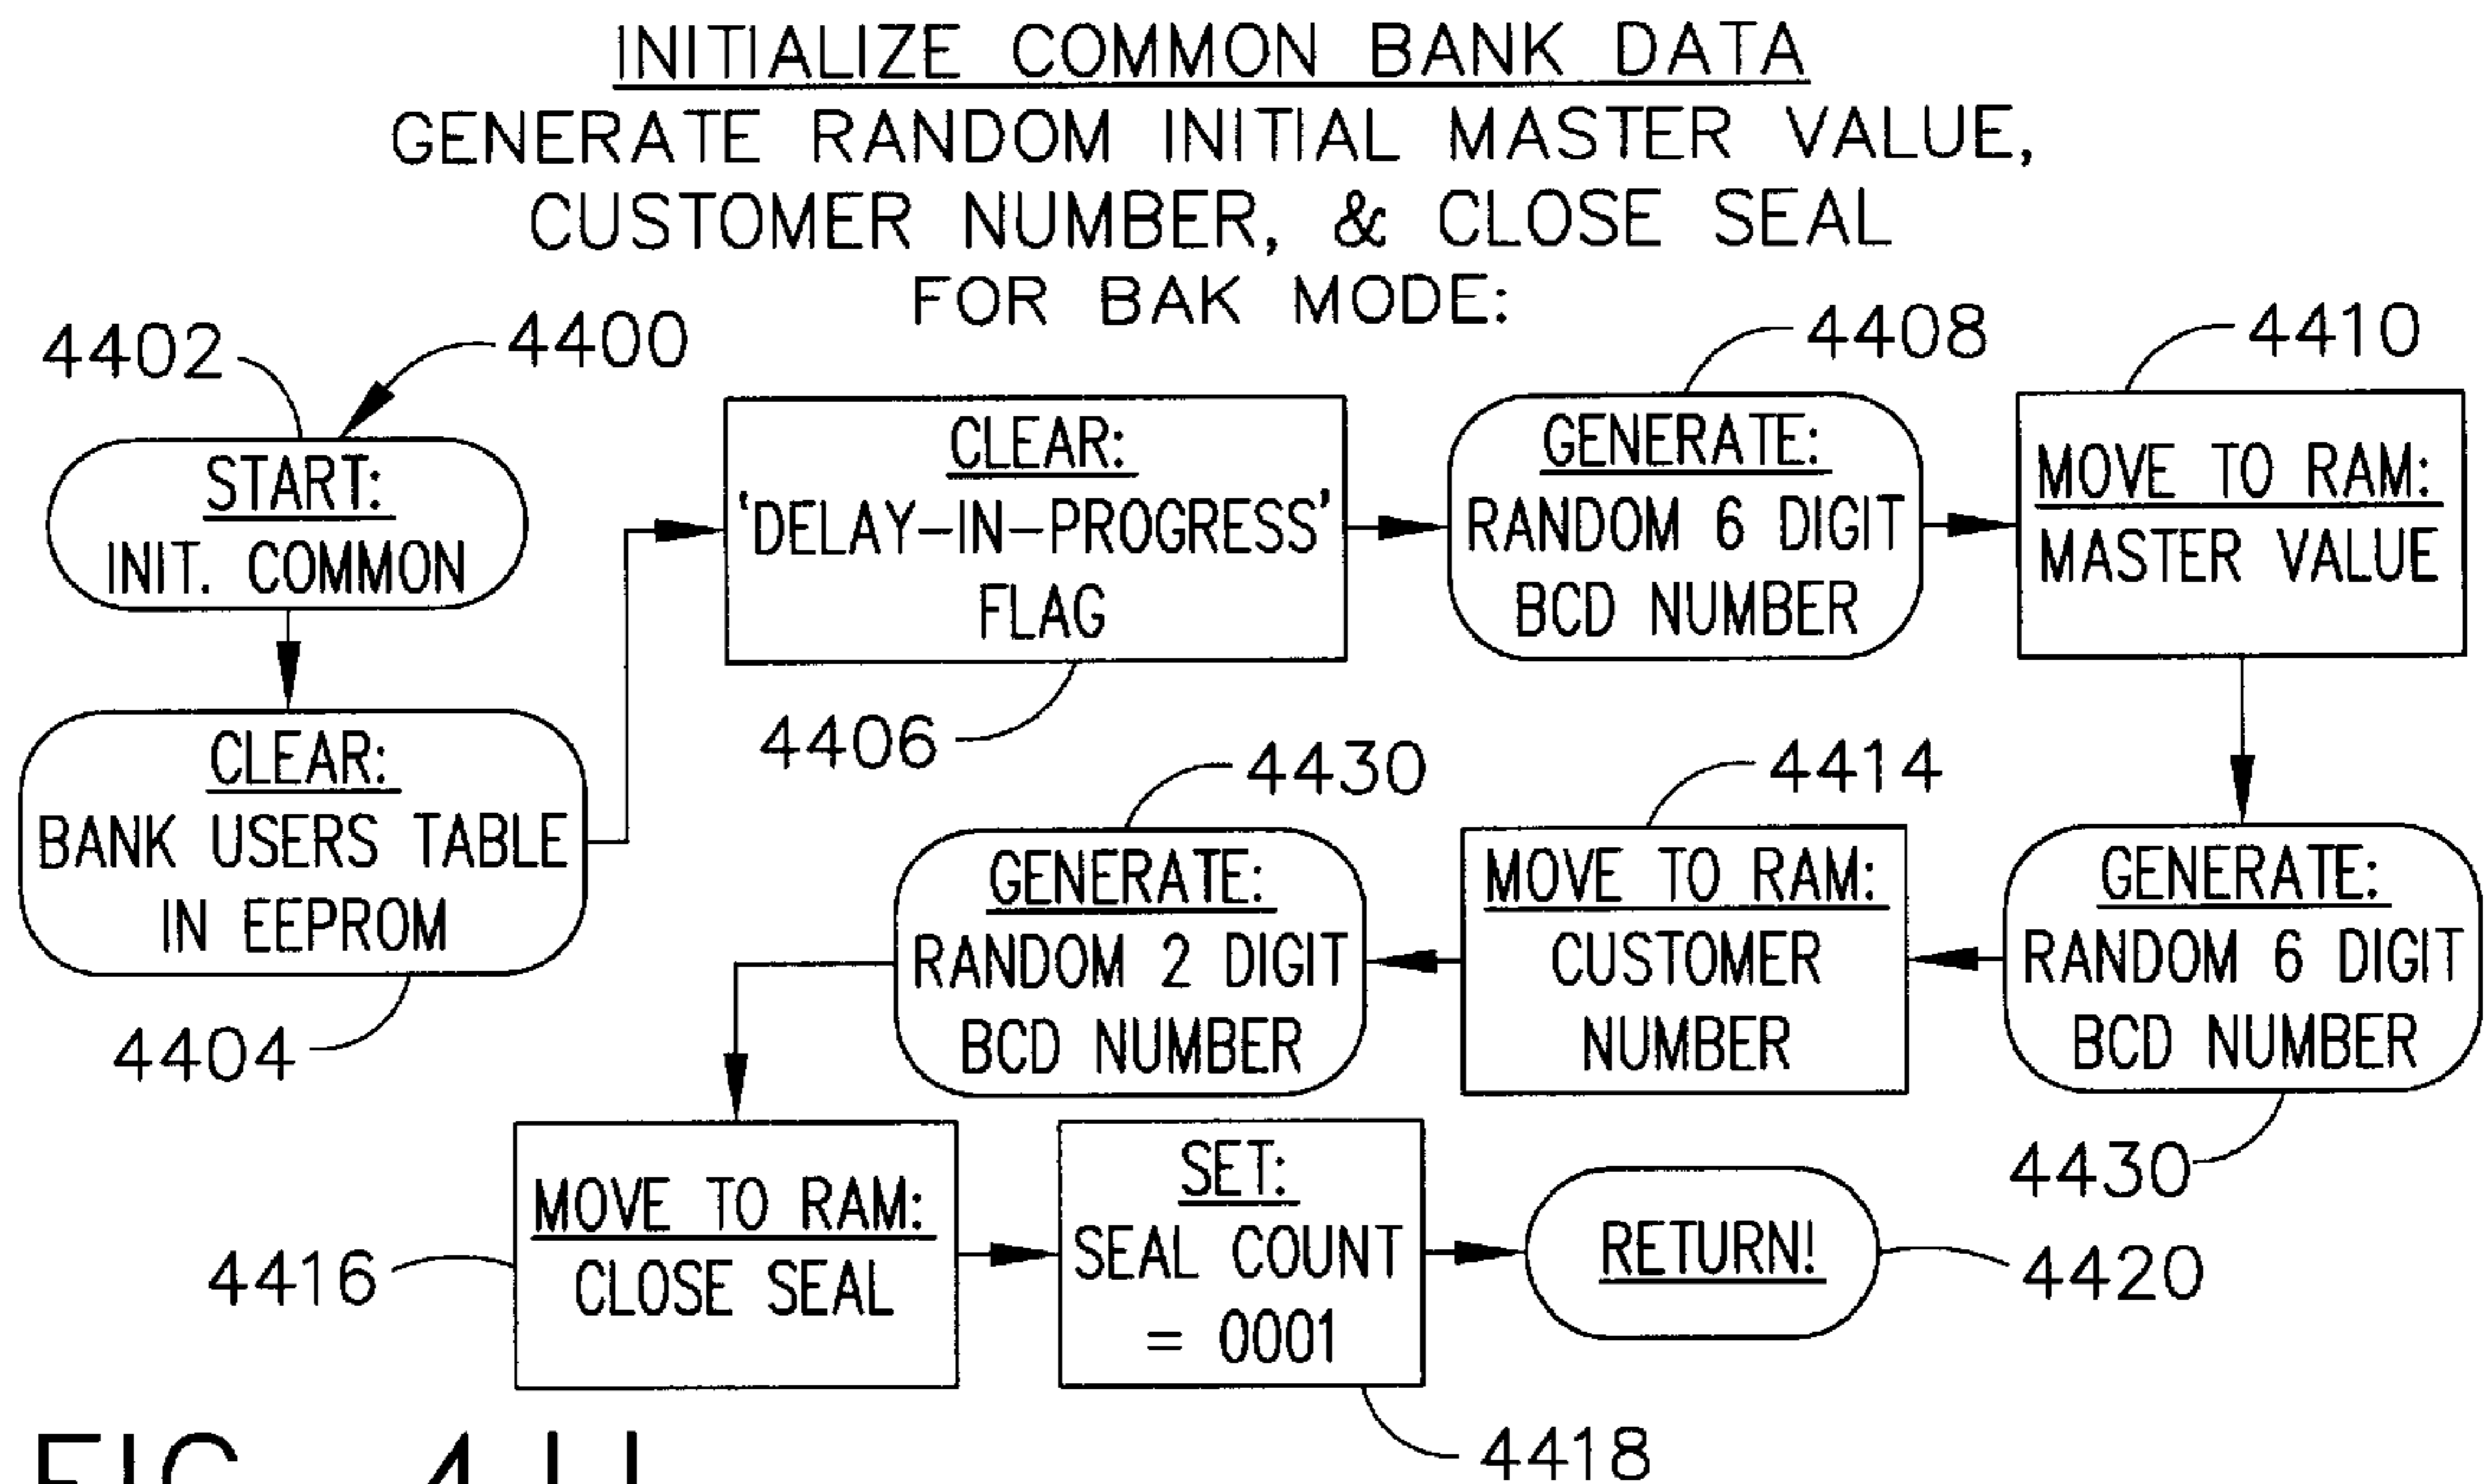 INITIALIZE COMMON BANK DATA
GENERATE RANDOM INITIAL MASTER VALUE,
CUSTOMER NUMBER, & CLOSE SEAL
FOR BAK MODE:
4402
4400
START:
INIT. COMMON
CLEAR:
BANK USERS TABLE
IN EEPROM
4404
CLEAR:
'DELAY-IN-PROGRESS'
FLAG
4406
4408
GENERATE:
RANDOM 6 DIGIT
BCD NUMBER
4410
MOVE TO RAM:
MASTER VALUE
GENERATE:
RANDOM 6 DIGIT
BCD NUMBER
4430
4414
MOVE TO RAM:
CUSTOMER
NUMBER
4430
GENERATE:
RANDOM 2 DIGIT
BCD NUMBER
MOVE TO RAM:
CLOSE SEAL
4416
SET:
SEAL COUNT
= 0001
4418
RETURN!
4420